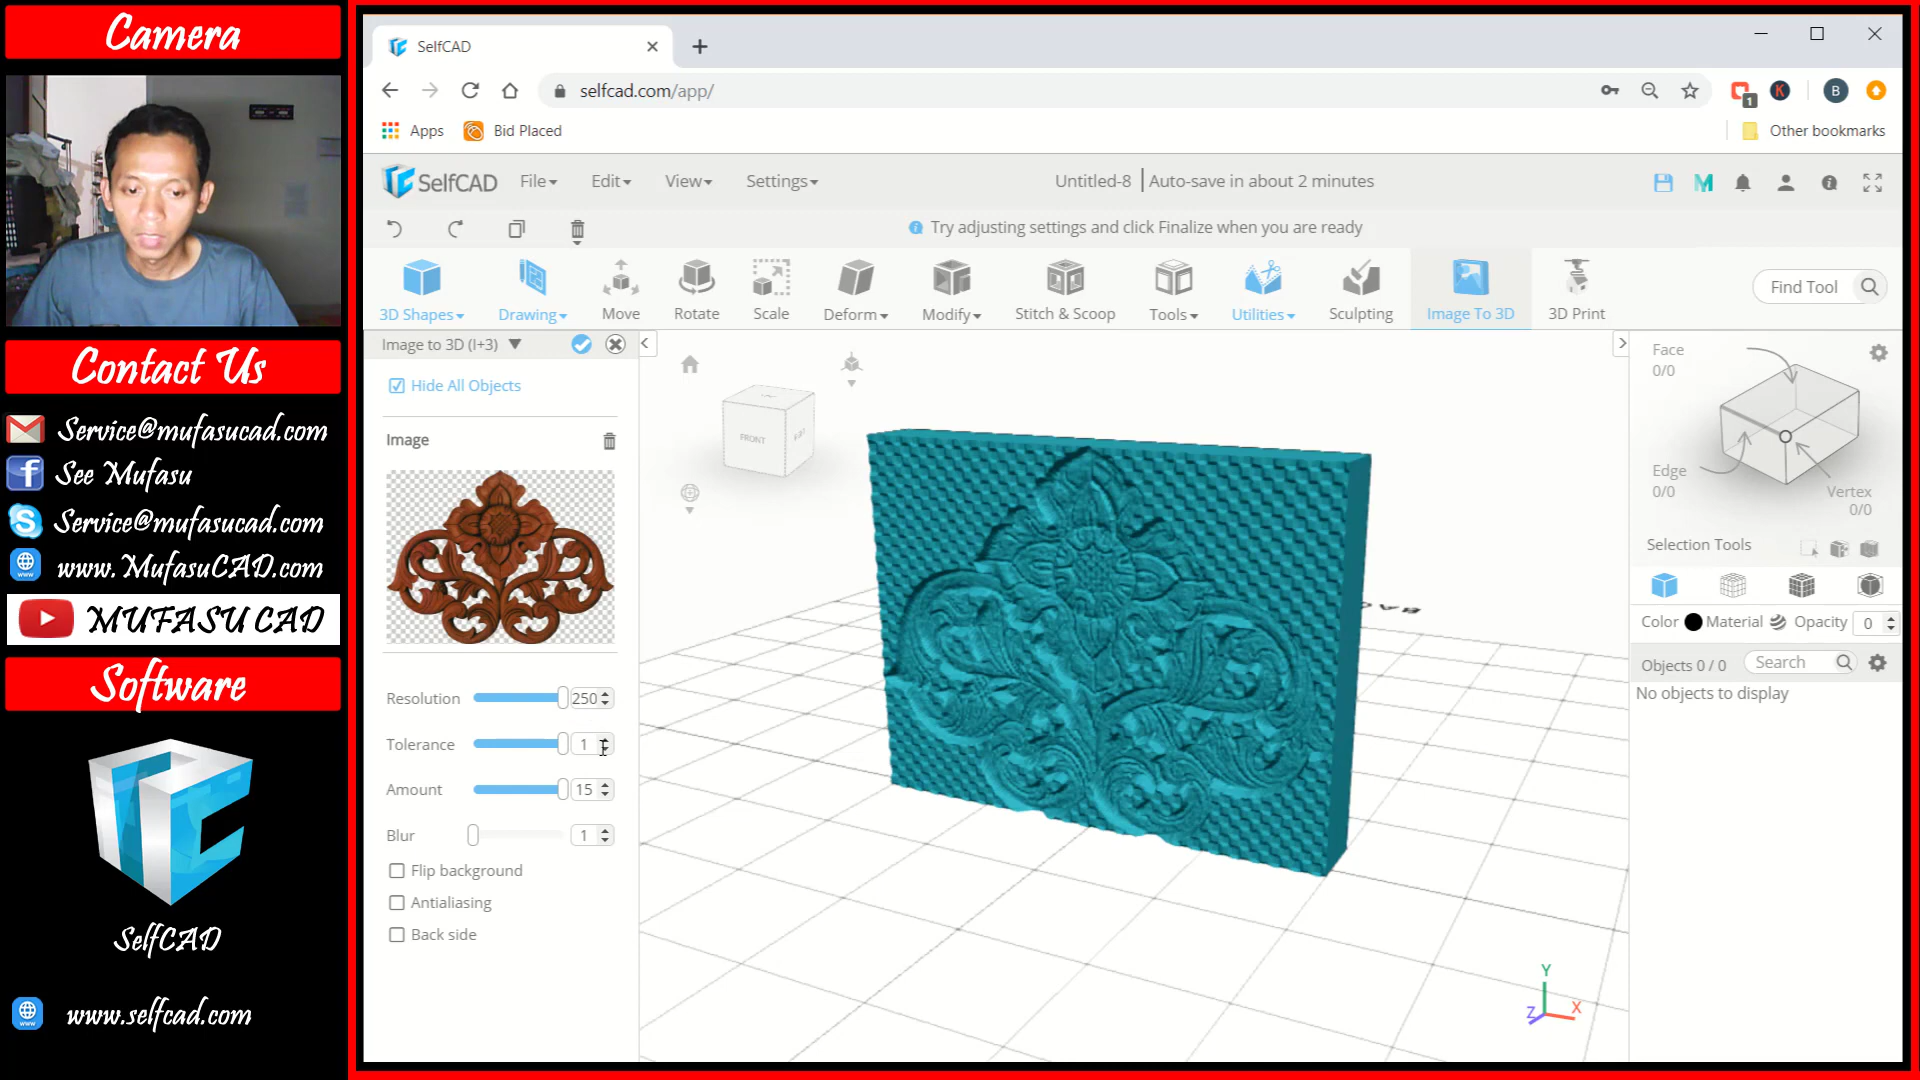 Camera
Contact Us
Service@mufasucad.com
See Mufasu
Service@mufasucad.com
www.MufasuCAD.com
MUFASU CAD
Software
SelfCAD
www.selfcad.com
SelfCAD
selfcad.com/app/
1
K
B
Apps
Bid Placed
Other bookmarks
SelfCAD File Edit View Settings
Untitled-8 Auto-save in about 2 minutes
Try adjusting settings and click Finalize when you are ready
3D Shapes Drawing Move Rotate Scale Deform Modify Stitch & Scoop Tools Utilities Sculpting Image To 3D 3D Print
Find Tool
Image to 3D (I+3)
Hide All Objects
Image
Resolution 250
Tolerance 1
Amount 15
Blur 1
Flip background
Antialiasing
Back side
FRONT
Y
Z
X
Face
0/0
Edge
0/0
Vertex
0/0
Selection Tools
Color Material Opacity 0
Objects 0 / 0 Search
No objects to display